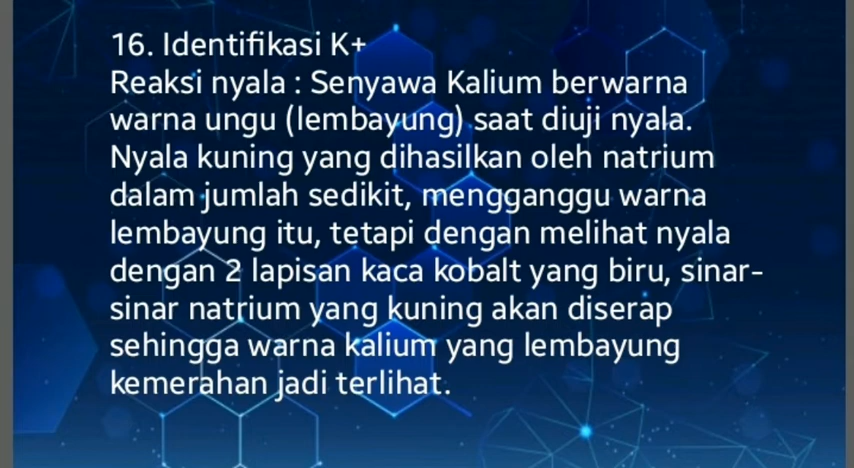 16. Identifikasi K+
Reaksi nyala : Senyawa Kalium berwarna
warna ungu (lembayung) saat diuji nyala.
Nyala kuning yang dihasilkan oleh natrium
dalam jumlah sedikit, mengganggu warna
lembayung itu, tetapi dengan melihat nyala
dengan 2 lapisan kaca kobalt yang biru, sinar-
sinar natrium yang kuning akan diserap
sehingga warna kalium yang lembayung
kemerahan jadi terlihat.